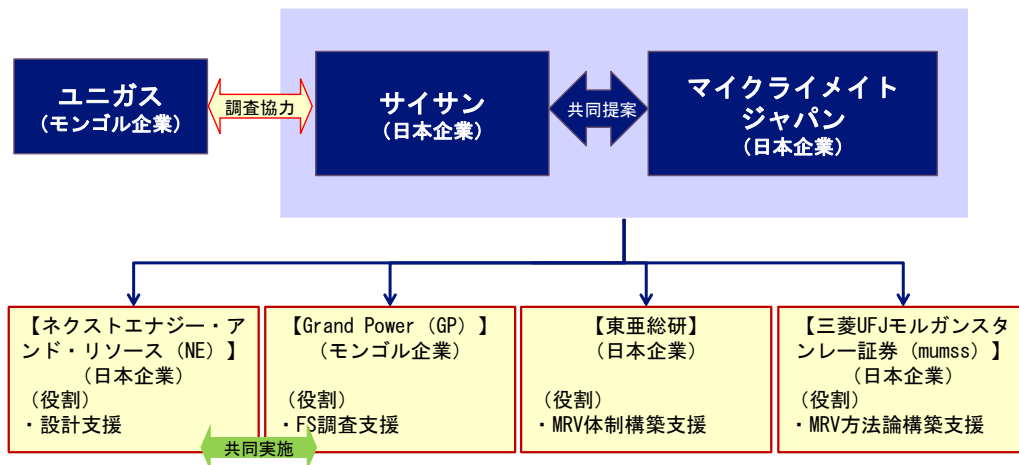 ユニガス
（モンゴル企業）
調査協力
サイサン
（日本企業）
共同提案
マイクライメイト
ジャパン
（日本企業）
【ネクストエナジー・ア
ンド・リソース（NE）】
（日本企業）
（役割）
・設計支援
【Grand Power（GP）】
（モンゴル企業）
（役割）
・FS調査支援
共同実施
【東亜総研】
（日本企業）
（役割）
・MRV体制構築支援
【三菱UFJモルガンスタ
ンレー証券（mumss）】
（日本企業）
（役割）
・MRV方法論構築支援